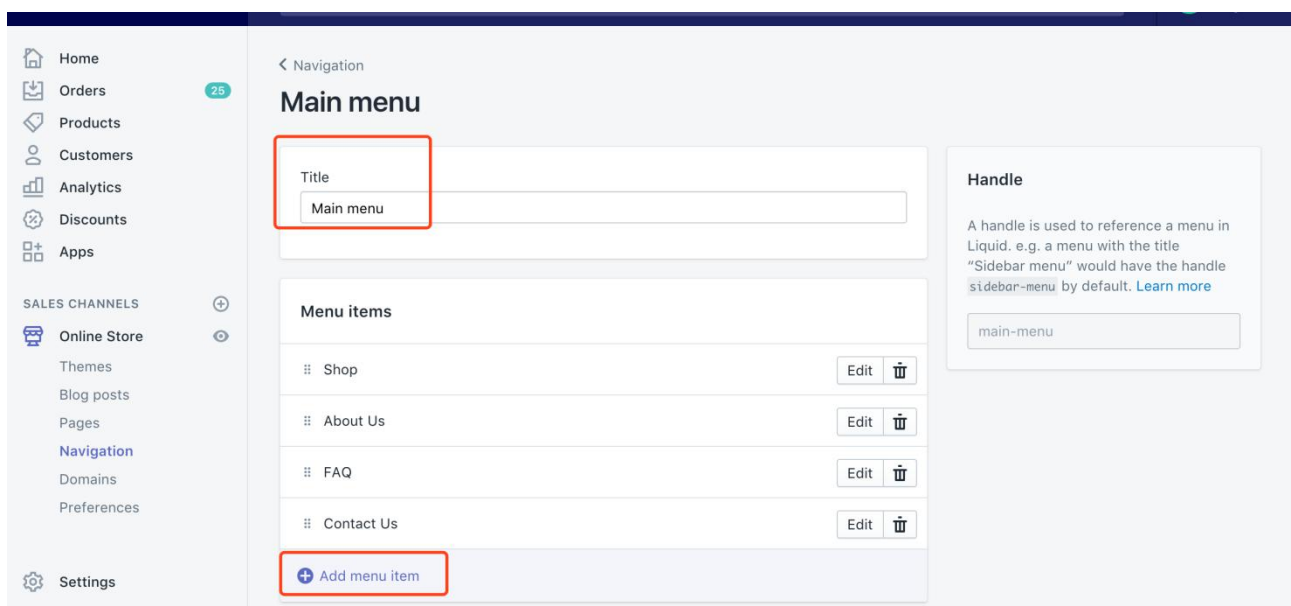 Home
Orders 25
Products
Customers
Analytics
Discounts
Apps
SALES CHANNELS
Online Store
Themes
Blog posts
Pages
Navigation
Domains
Preferences
Settings
Navigation
Main menu
Title
Main menu
Menu items
Shop Edit
About Us Edit
FAQ Edit
Contact Us Edit
Add menu item
Handle
A handle is used to reference a menu in
Liquid. e.g. a menu with the title
“Sidebar menu” would have the handle
sidebar-menu by default. Learn more
main-menu